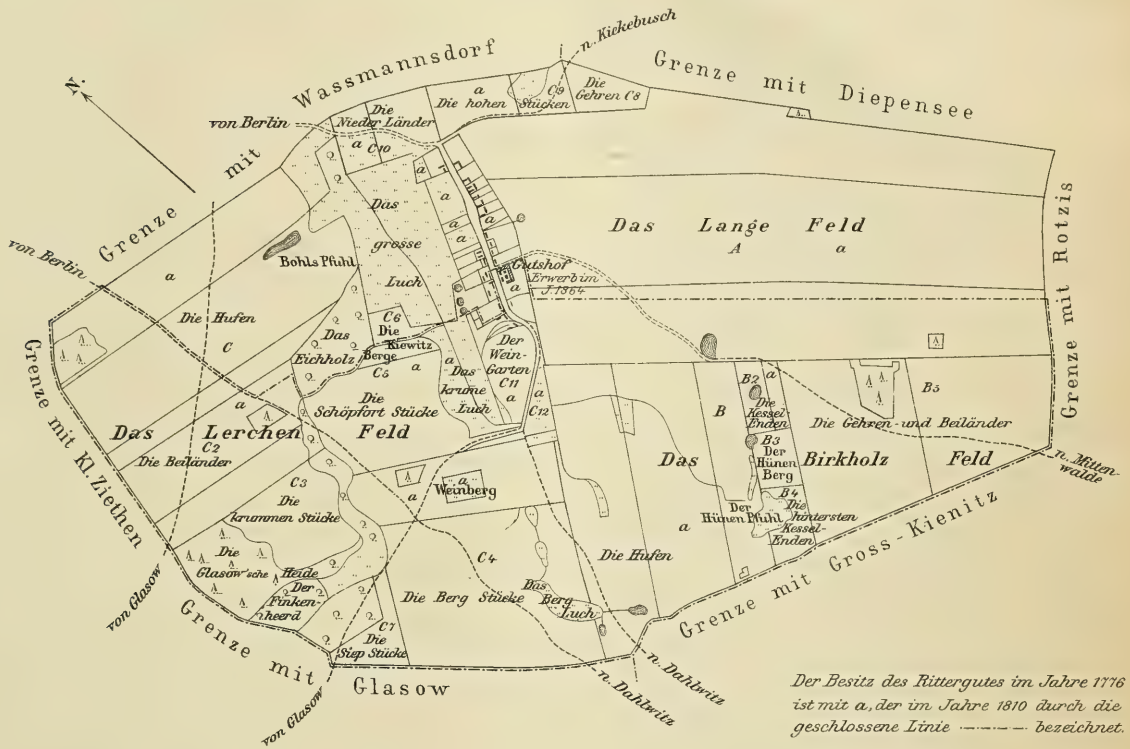 N.
Grenze mit Wassmannsdorf
n. Kiekebusch
Grenze mit Diepensee
von Berlin
Die
Nieder Länder
a
C10
a
Die hohen
C9
Stücken
Die
Gehren C8
Das
grosse
Luch
a
a
a
a
a
Bohls Pfuhl
von Berlin
a
Die Hufen
C
Das Lange Feld
A a
Gutshof
Erwerb im
J. 1864
a
Grenze mit Rotzis
Das
Eichholz
C6
Die
Kiewitz
Berge
C5
a
Die
Schöpfort Stücke
a
Das
krume
Luch
Der
Wein-
Garten
C11
a
a
C12
Grenze mit Kl. Ziethen
a
Das Lerchen Feld
C2
Die Beiländer
C3
Die
krummen Stücke
a
Weinberg
a
B
B2
a
Die
Kessel-
Enden
B3
Der
Hünen
Berg
B5
Die Gehren- und Beiländer
Das Birkholz Feld
n. Mitten-
walde
B4
Die
hintersten
Kessel-
Enden
Der
Hünen Pfuhl
a
Die Hufen
Die
Glasow'sche Heide
Der
Finken-
heerd
C4
Die Berg Stücke
Das
Berg
Luch
C7
Die
Siep Stücke
von Glasow
Grenze mit Glasow
von Glasow
n. Dahlwitz
n. Dahlwitz
Grenze mit Gross-Kienitz
Der Besitz des Rittergutes im Jahre 1776
ist mit a, der im Jahre 1810 durch die
geschlossene Linie bezeichnet.